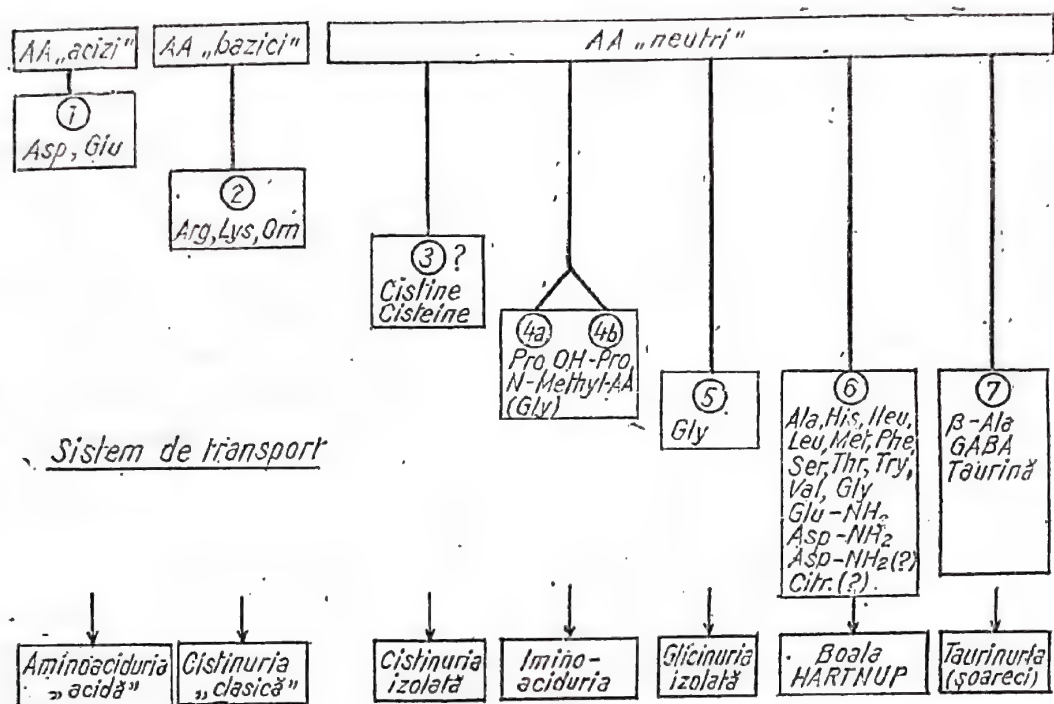 AA „acizi”
AA „bazici”
AA „neutri”
1
Asp, Glu
2
Arg, Lys, Orn
3 ?
Cistine
Cisteine
4a 4b
Pro, OH-Pro,
N-Methyl-AA
(Gly)
5
Gly
6
Ala, His, Ileu,
Leu, Met, Phe,
Ser, Thr, Try,
Val, Gly
Glu-NH₂
Asp-NH₂
Asp-NH₂(?)
Citr. (?)
7
β-Ala
GABA
Taurină
Sistem de transport
Aminoaciduria
„acidă”
Cistinuria
„clasică”
Cistinuria
izolată
Imino-
aciduria
Glicinuria
izolată
Boala
HARTNUP
Taurinuria
(șoareci)